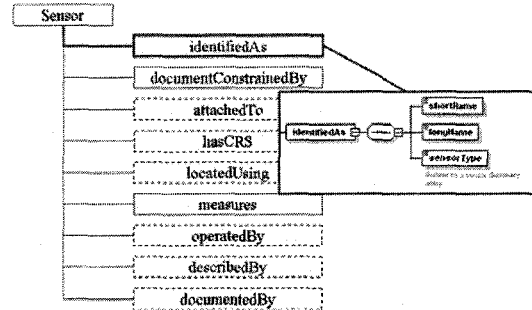 Sensor
identifiedAs
documentConstrainedBy
attachedTo
hasCRS
locatedUsing
measures
operatedBy
describedBy
documentedBy
identifiedAs
shortName
longName
sensorType